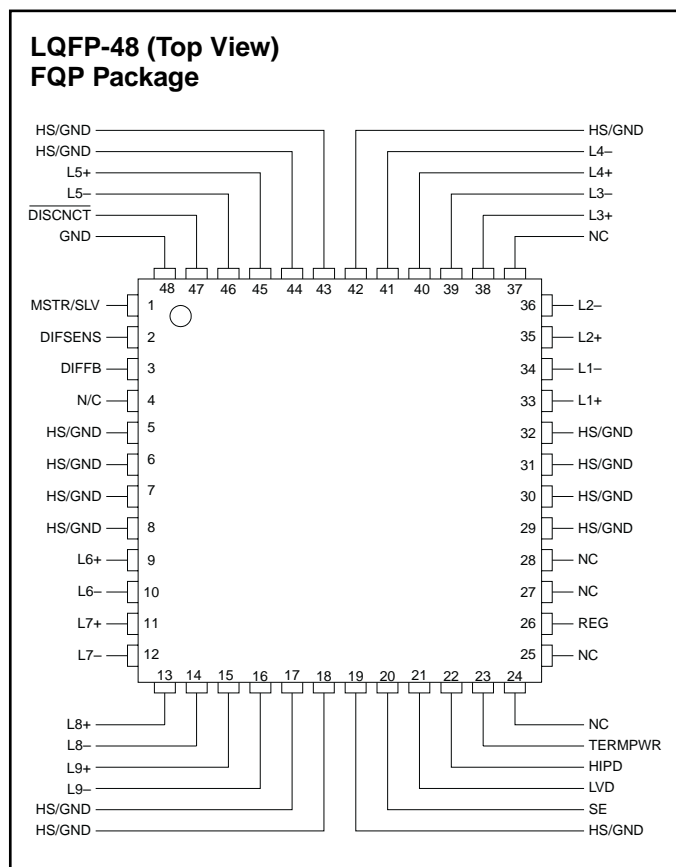 LQFP-48 (Top View)
FQP Package
HS/GND
HS/GND
L5+
L5–
DISCNCT
GND
HS/GND
L4–
L4+
L3–
L3+
NC
48 47 46 45 44 43 42 41 40 39 38 37
MSTR/SLV 1
DIFSENS 2
DIFFB 3
N/C 4
HS/GND 5
HS/GND 6
HS/GND 7
HS/GND 8
L6+ 9
L6– 10
L7+ 11
L7– 12
36 L2–
35 L2+
34 L1–
33 L1+
32 HS/GND
31 HS/GND
30 HS/GND
29 HS/GND
28 NC
27 NC
26 REG
25 NC
13 14 15 16 17 18 19 20 21 22 23 24
L8+
L8–
L9+
L9–
HS/GND
HS/GND
NC
TERMPWR
HIPD
LVD
SE
HS/GND